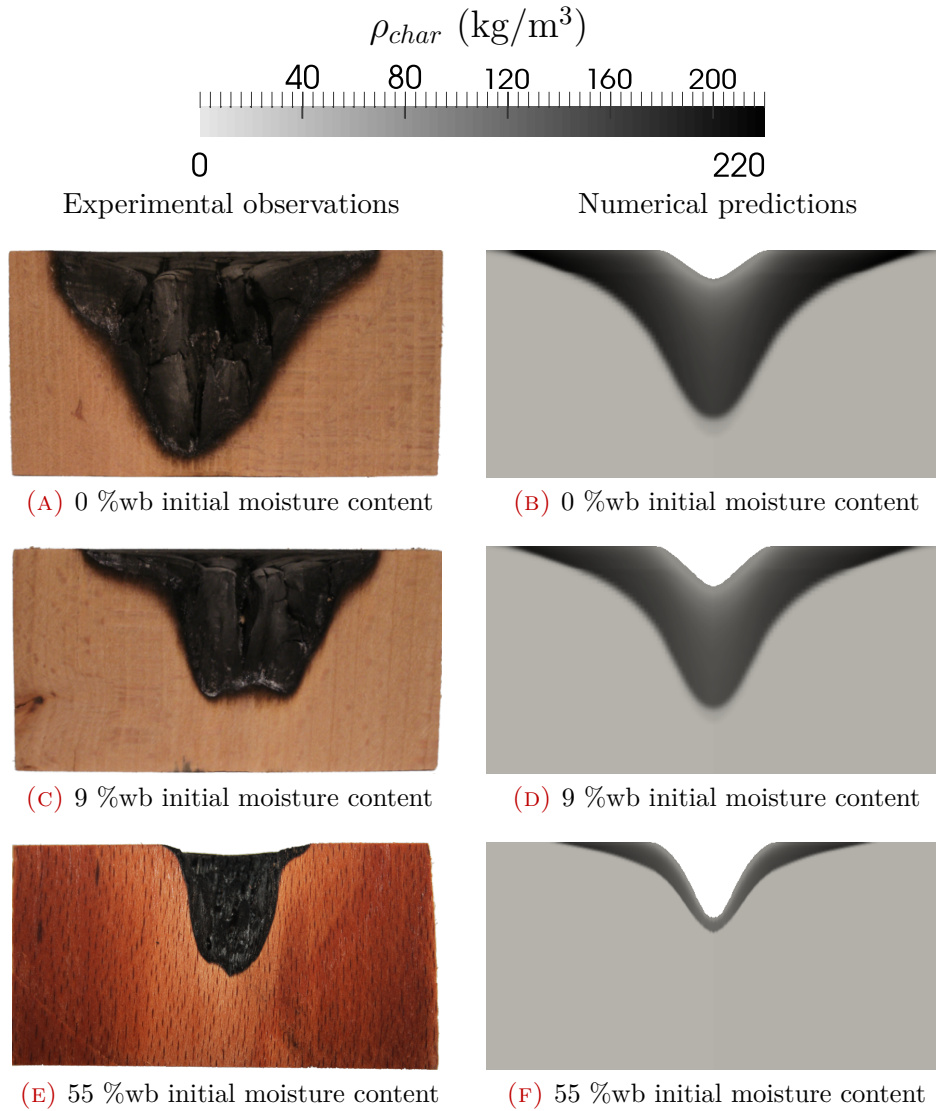 ρ_char (kg/m³)
40 80 120 160 200
0 220
Experimental observations Numerical predictions
(A) 0 %wb initial moisture content (B) 0 %wb initial moisture content
(C) 9 %wb initial moisture content (D) 9 %wb initial moisture content
(E) 55 %wb initial moisture content (F) 55 %wb initial moisture content